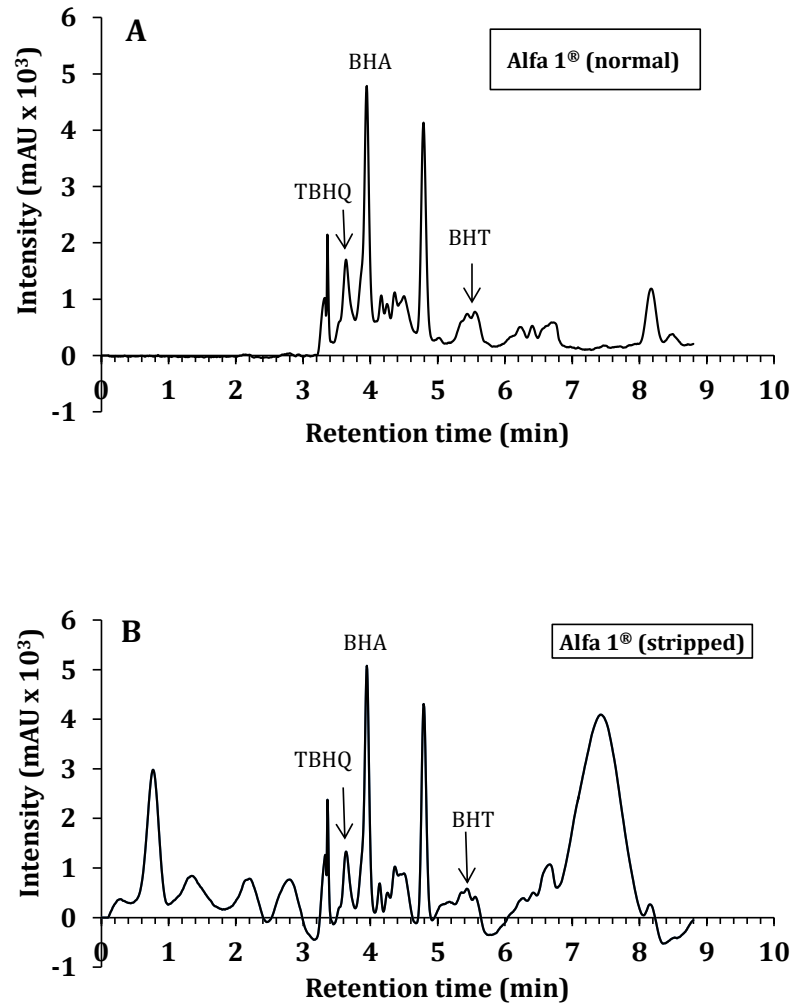 A
Alfa 1® (normal)
BHA
TBHQ
BHT
Intensity (mAU x 10³)
6
5
4
3
2
1
0
-1
0 1 2 3 4 5 6 7 8 9 10
Retention time (min)
B
Alfa 1® (stripped)
BHA
TBHQ
BHT
Intensity (mAU x 10³)
6
5
4
3
2
1
0
-1
0 1 2 3 4 5 6 7 8 9 10
Retention time (min)